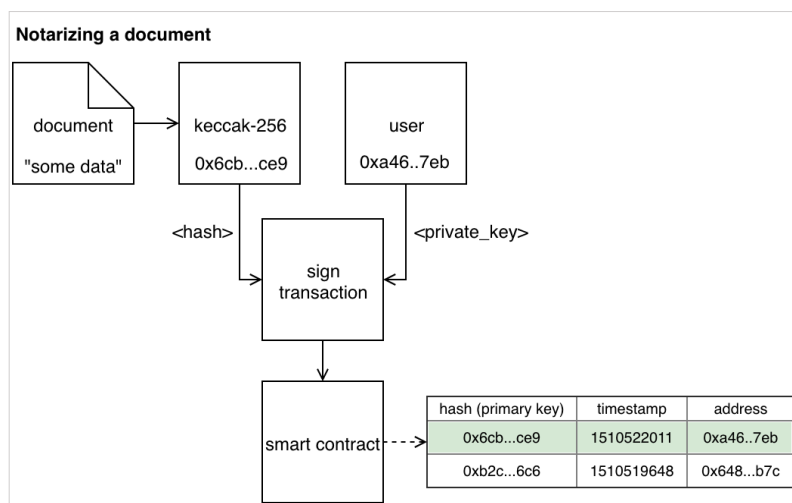 Notarizing a document
document
"some data"
keccak-256
0x6cb...ce9
user
0xa46..7eb
<hash>
<private_key>
sign
transaction
smart contract
hash (primary key) timestamp address
0x6cb...ce9 1510522011 0xa46..7eb
0xb2c...6c6 1510519648 0x648...b7c